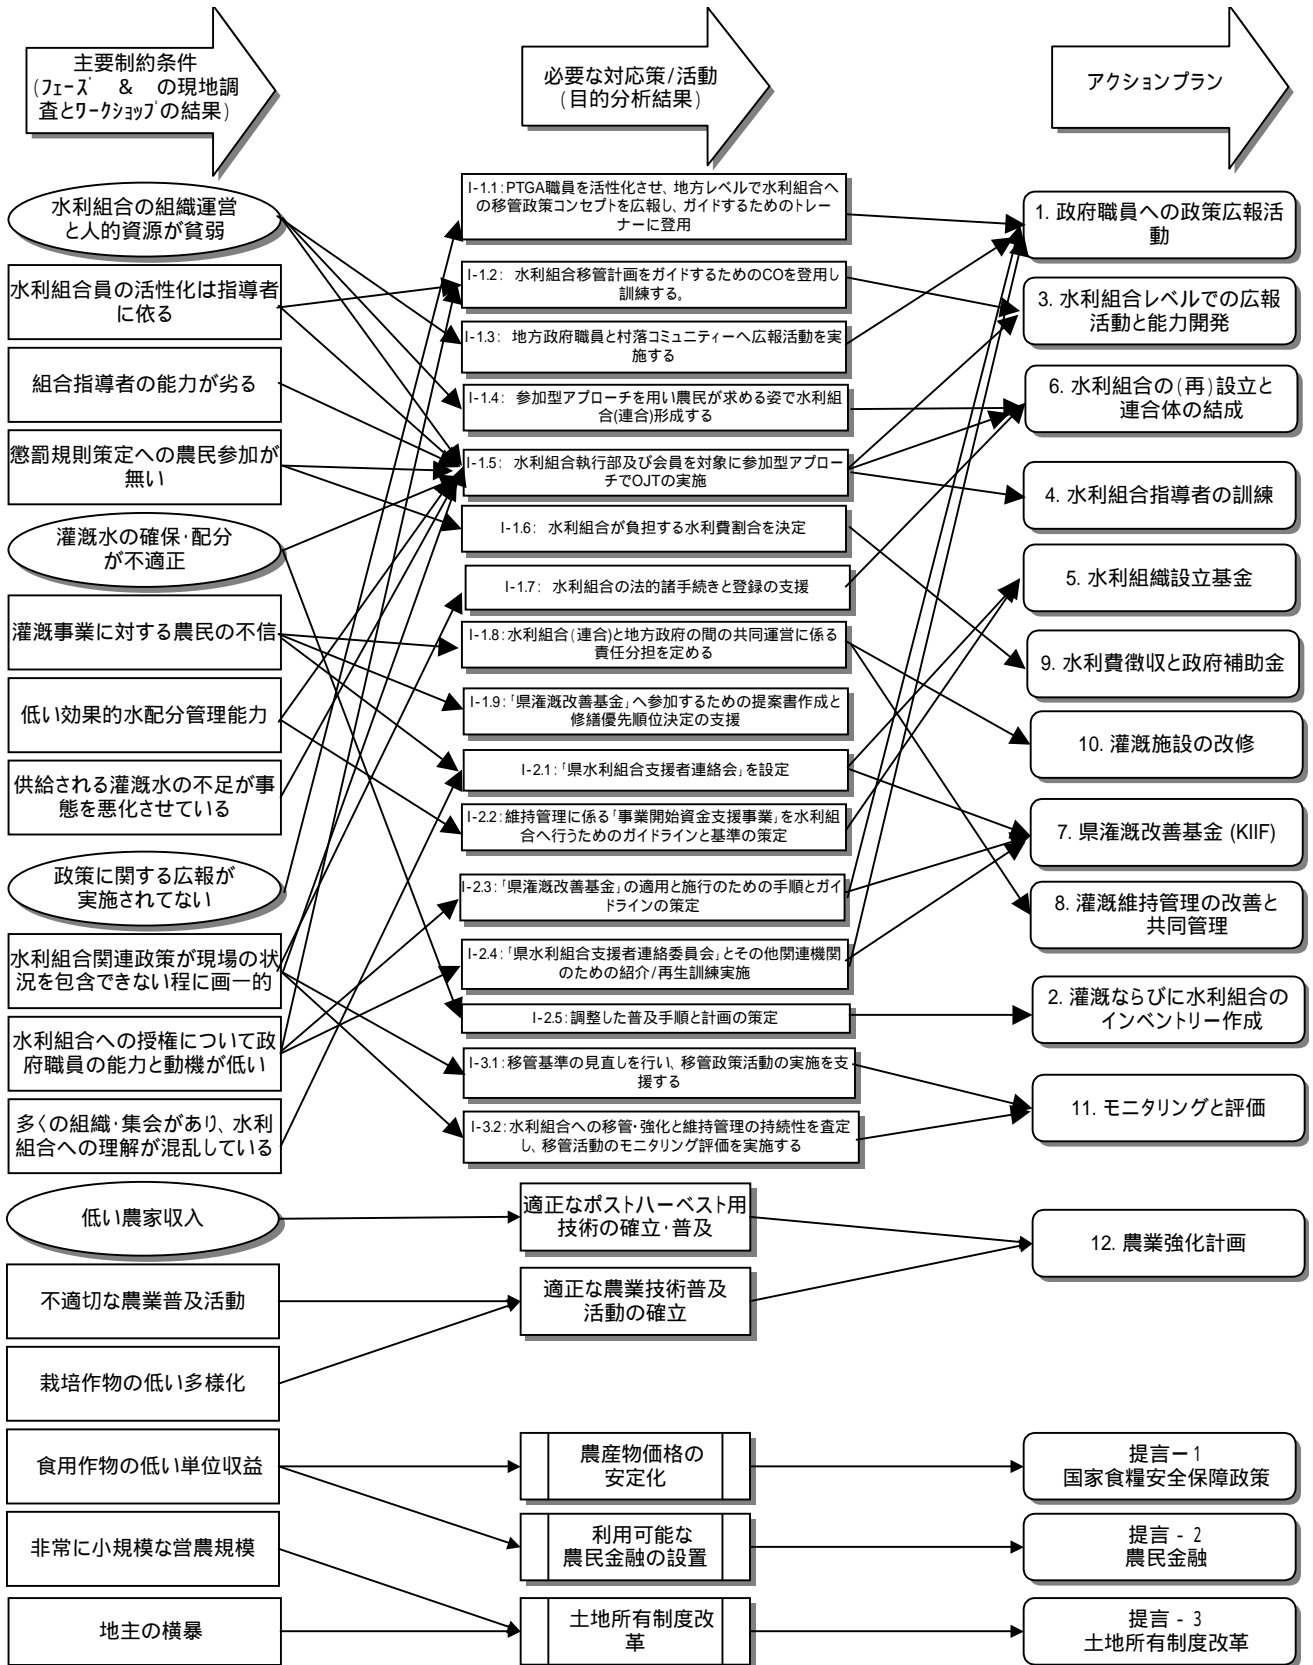 主要制約条件
(フェーズ & の現地調
査とワークショップの結果)
必要な対応策/活動
(目的分析結果)
アクションプラン
水利組合の組織運営
と人的資源が貧弱
水利組合員の活性化は指導者
に依る
組合指導者の能力が劣る
懲罰規則策定への農民参加が
無い
灌漑水の確保・配分
が不適正
灌漑事業に対する農民の不信
低い効果的水配分管理能力
供給される灌漑水の不足が事
態を悪化させている
政策に関する広報が
実施されてない
水利組合関連政策が現場の状
況を包含できない程に画一的
水利組合への授権について政
府職員の能力と動機が低い
多くの組織・集会があり、水利
組合への理解が混乱している
低い農家収入
不適切な農業普及活動
栽培作物の低い多様化
食用作物の低い単位収益
非常に小規模な営農規模
地主の横暴
I-1.1:PTGA職員を活性化させ、地方レベルで水利組合へ
の移管政策コンセプトを広報し、ガイドするためのトレー
ナーに登用
I-1.2: 水利組合移管計画をガイドするためのCOを登用し
訓練する。
I-1.3: 地方政府職員と村落コミュニティーへ広報活動を実
施する
I-1.4: 参加型アプローチを用い農民が求める姿で水利組
合(連合)形成する
I-1.5: 水利組合執行部及び会員を対象に参加型アプロー
チでOJTの実施
I-1.6: 水利組合が負担する水利費割合を決定
I-1.7: 水利組合の法的諸手続きと登録の支援
I-1.8:水利組合(連合)と地方政府の間の共同運営に係る
責任分担を定める
I-1.9:「県潅漑改善基金」へ参加するための提案書作成と
修繕優先順位決定の支援
I-2.1:「県水利組合支援者連絡会」を設定
I-2.2:維持管理に係る「事業開始資金支援事業」を水利組
合へ行うためのガイドラインと基準の策定
I-2.3:「県潅漑改善基金」の適用と施行のための手順とガイ
ドラインの策定
I-2.4:「県水利組合支援者連絡委員会」とその他関連機関
のための紹介/再生訓練実施
I-2.5:調整した普及手順と計画の策定
I-3.1:移管基準の見直しを行い、移管政策活動の実施を支
援する
I-3.2:水利組合への移管・強化と維持管理の持続性を査定
し、移管活動のモニタリング評価を実施する
適正なポストハーベスト用
技術の確立・普及
適正な農業技術普及
活動の確立
農産物価格の
安定化
利用可能な
農民金融の設置
土地所有制度改
革
1. 政府職員への政策広報活
動
3. 水利組合レベルでの広報
活動と能力開発
6. 水利組合の(再)設立と
連合体の結成
4. 水利組合指導者の訓練
5. 水利組織設立基金
9. 水利費徴収と政府補助金
10. 灌漑施設の改修
7. 県潅漑改善基金 (KIIF)
8. 灌漑維持管理の改善と
共同管理
2. 灌漑ならびに水利組合の
インベントリー作成
11. モニタリングと評価
12. 農業強化計画
提言ー1
国家食糧安全保障政策
提言 - 2
農民金融
提言 - 3
土地所有制度改革